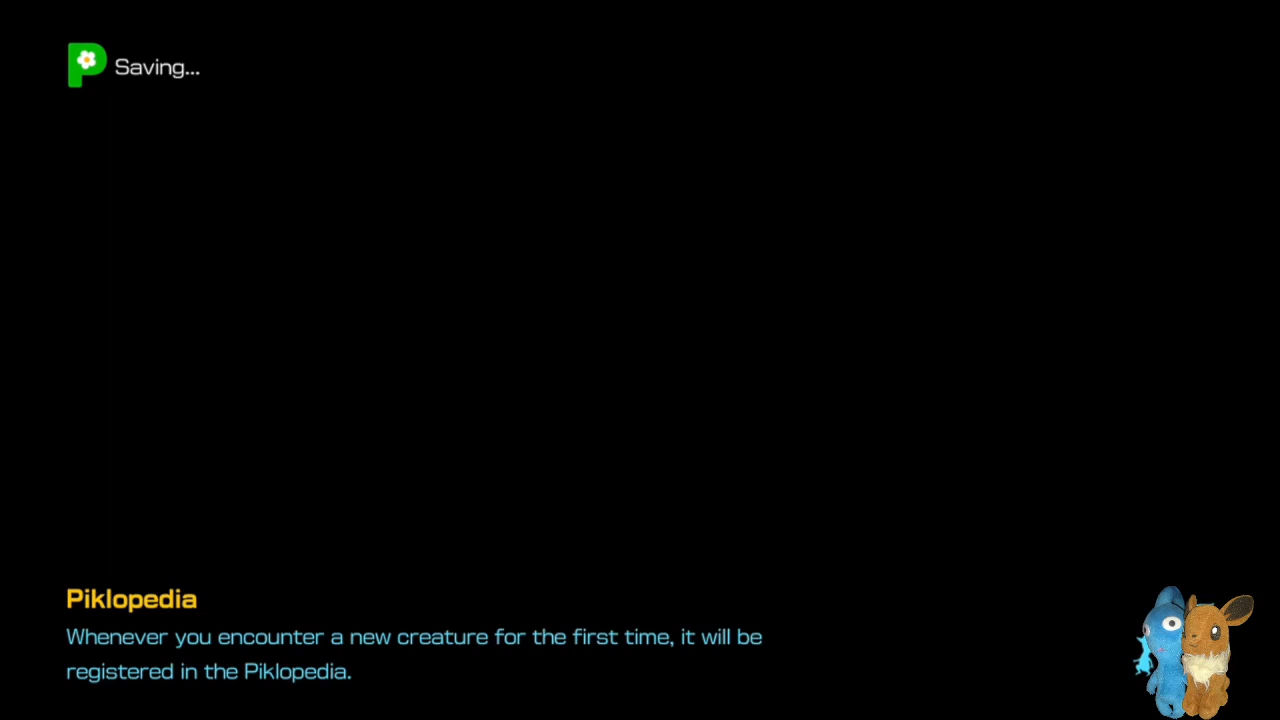 P Saving...
Piklopedia
Whenever you encounter a new creature for the first time, it will be
registered in the Piklopedia.